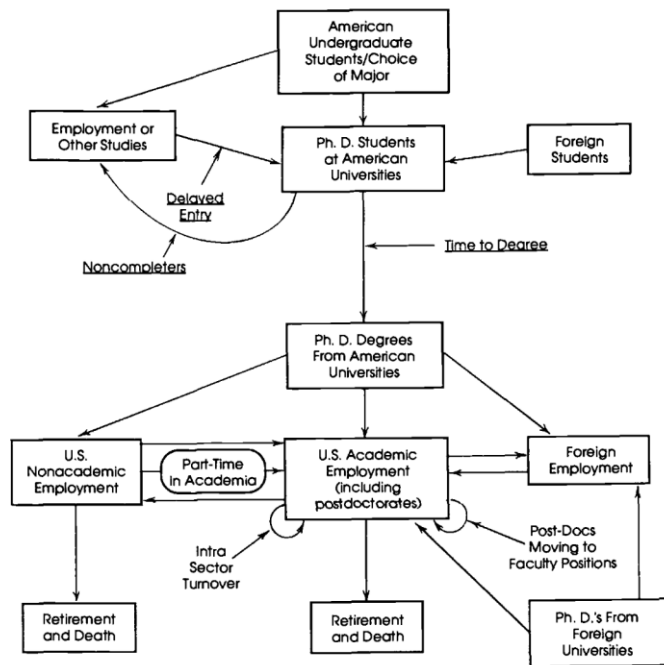 American
Undergraduate
Students/Choice
of Major
Employment or
Other Studies
Ph. D. Students
at American
Universities
Foreign
Students
Delayed
Entry
Noncompleters
Time to Degree
Ph. D. Degrees
From American
Universities
U.S.
Nonacademic
Employment
Part-Time
in Academia
U.S. Academic
Employment
(including
postdoctorates)
Foreign
Employment
Intra
Sector
Turnover
Post-Docs
Moving to
Faculty Positions
Retirement
and Death
Retirement
and Death
Ph. D.'s From
Foreign
Universities